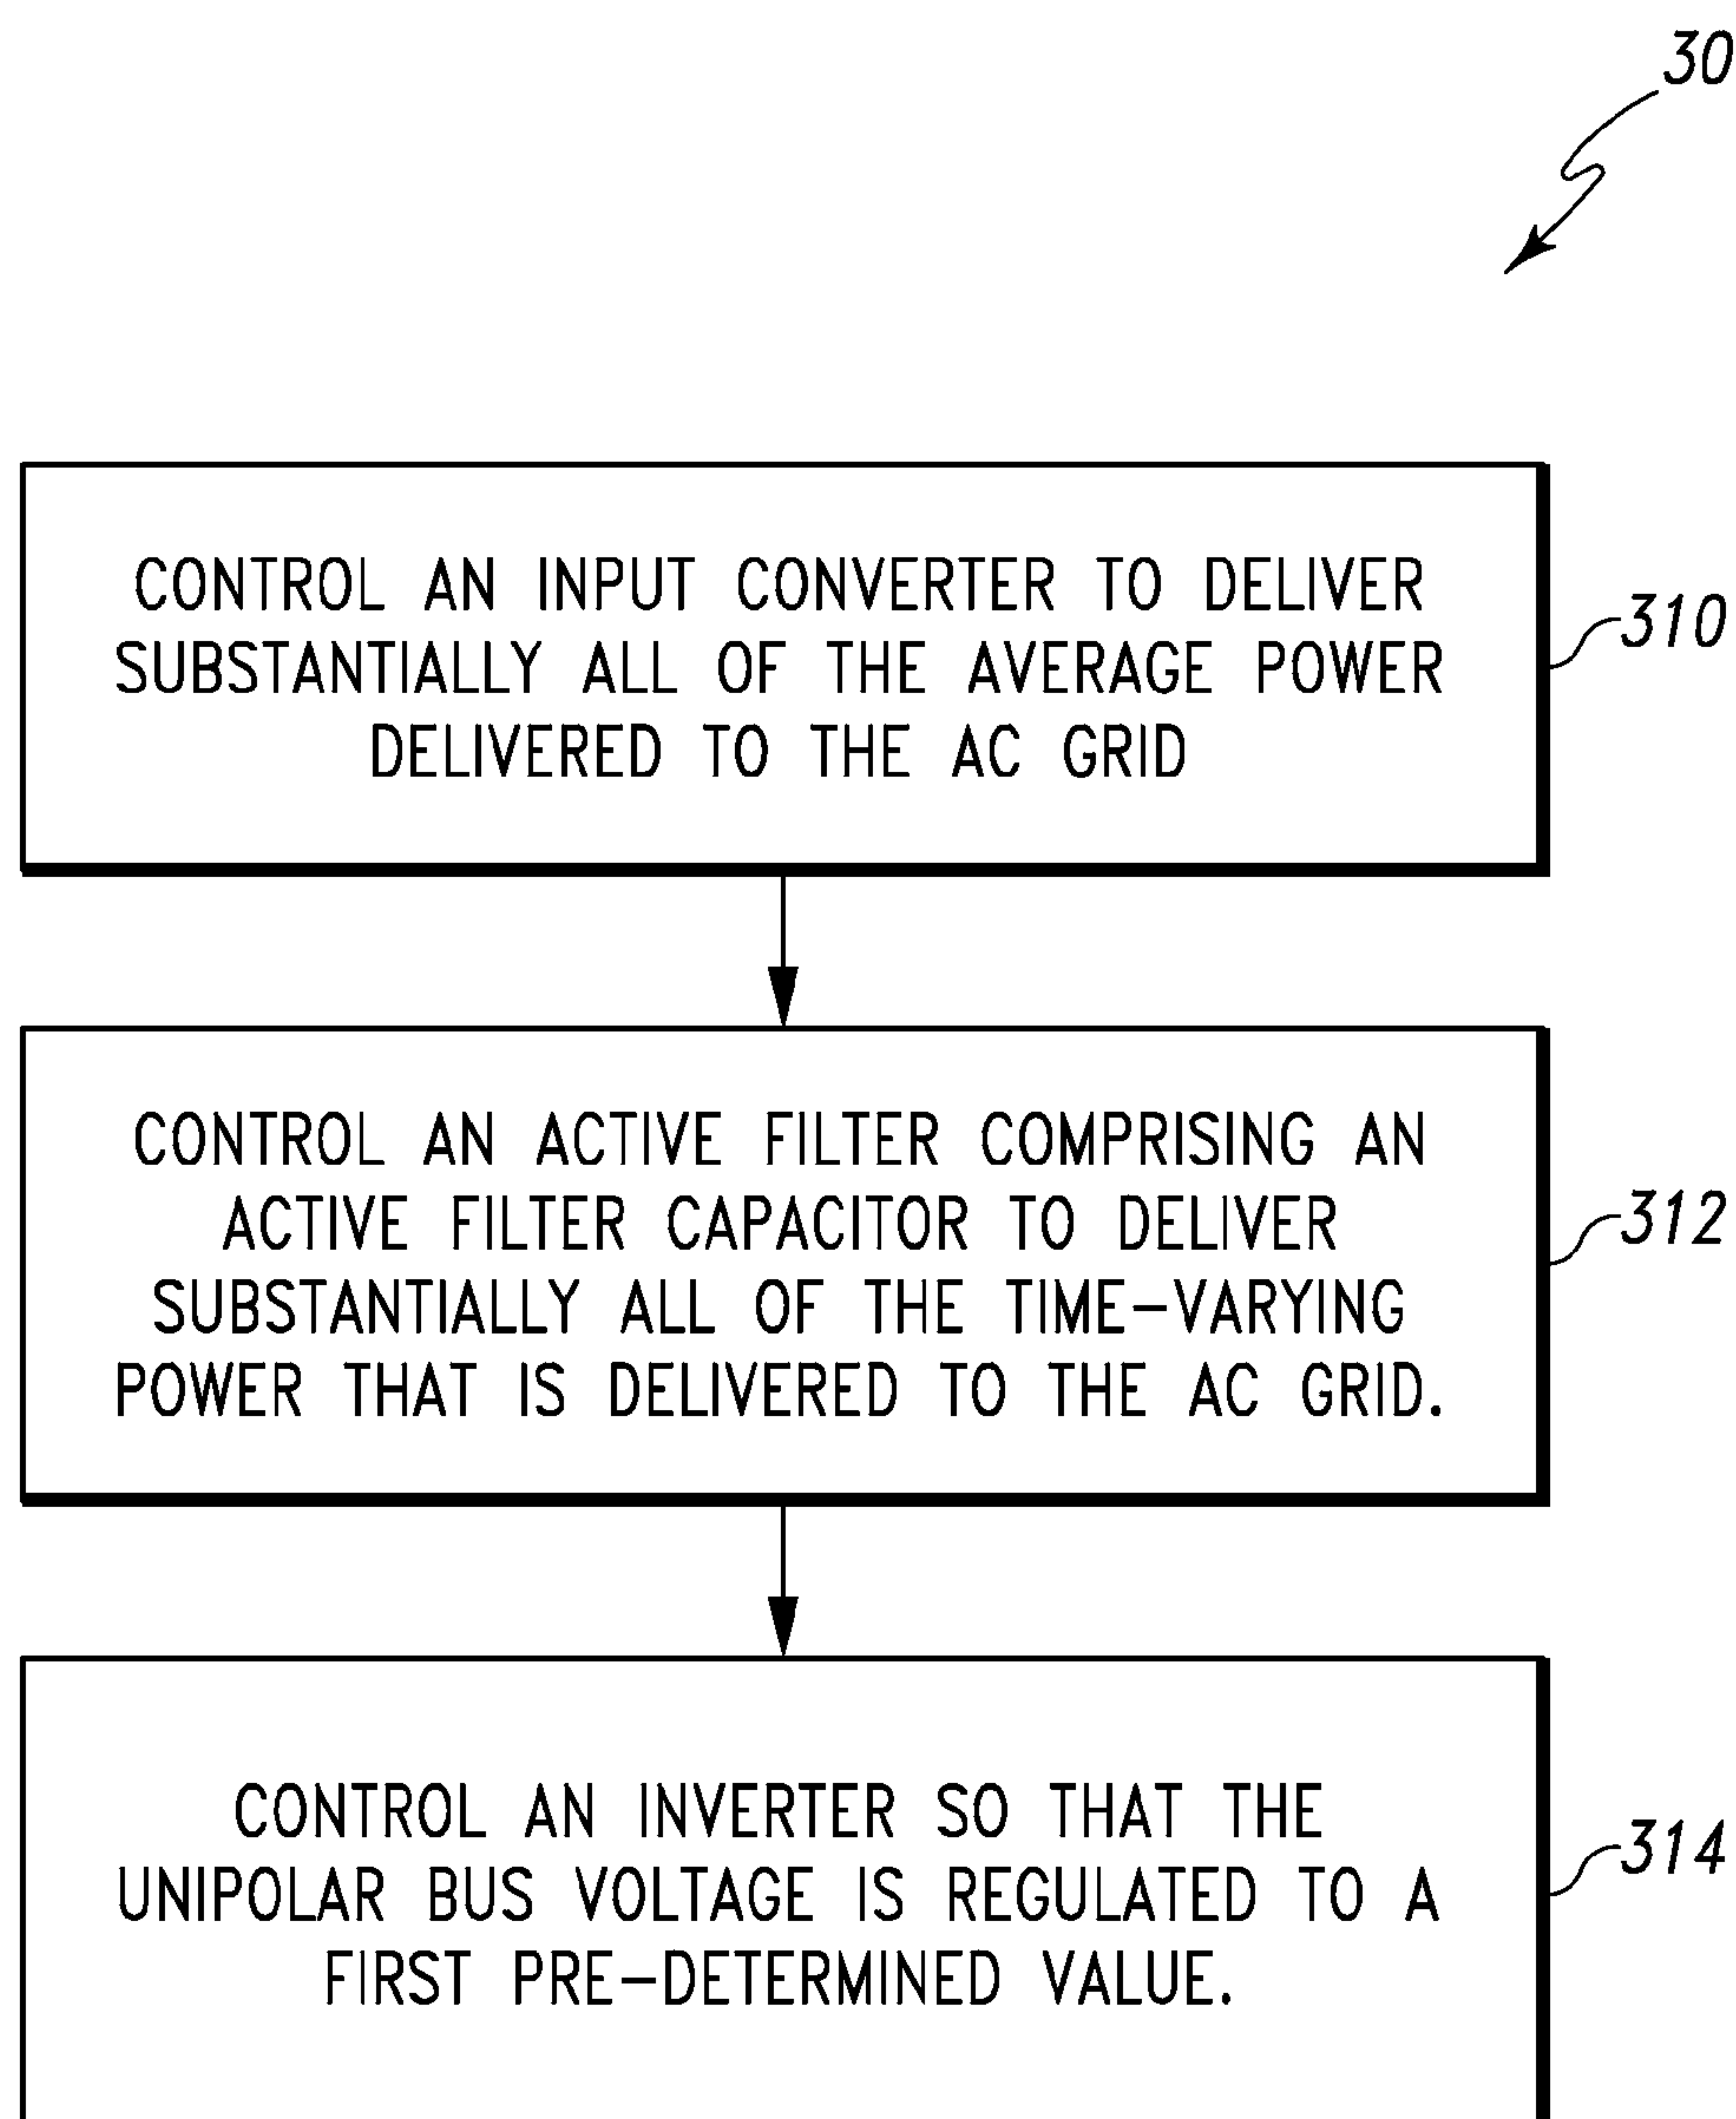 30
CONTROL AN INPUT CONVERTER TO DELIVER
SUBSTANTIALLY ALL OF THE AVERAGE POWER
DELIVERED TO THE AC GRID
310
CONTROL AN ACTIVE FILTER COMPRISING AN
ACTIVE FILTER CAPACITOR TO DELIVER
SUBSTANTIALLY ALL OF THE TIME-VARYING
POWER THAT IS DELIVERED TO THE AC GRID.
312
CONTROL AN INVERTER SO THAT THE
UNIPOLAR BUS VOLTAGE IS REGULATED TO A
FIRST PRE-DETERMINED VALUE.
314